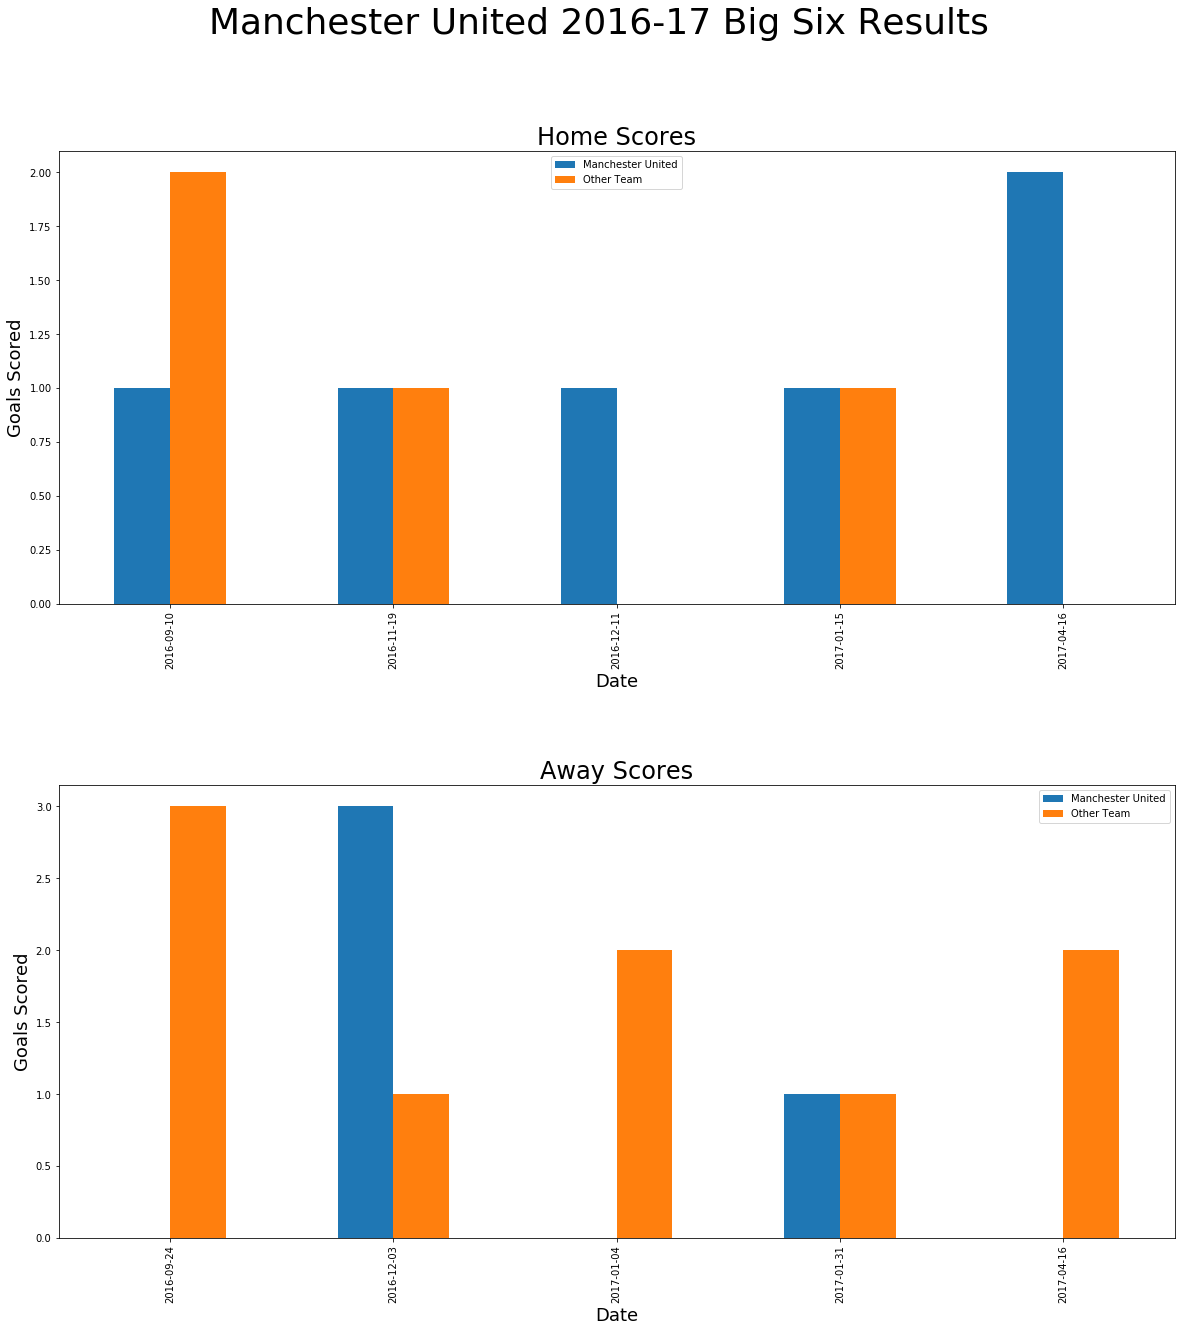 Manchester United 2016-17 Big Six Results
Home Scores
Manchester United
Other Team
2.00
1.75
1.50
1.25
1.00
0.75
0.50
0.25
0.00
Goals Scored
2016-09-10
2016-11-19
2016-12-11
2017-01-15
2017-04-16
Date
Away Scores
Manchester United
Other Team
3.0
2.5
2.0
1.5
1.0
0.5
0.0
Goals Scored
2016-09-24
2016-12-03
2017-01-04
2017-01-31
2017-04-16
Date